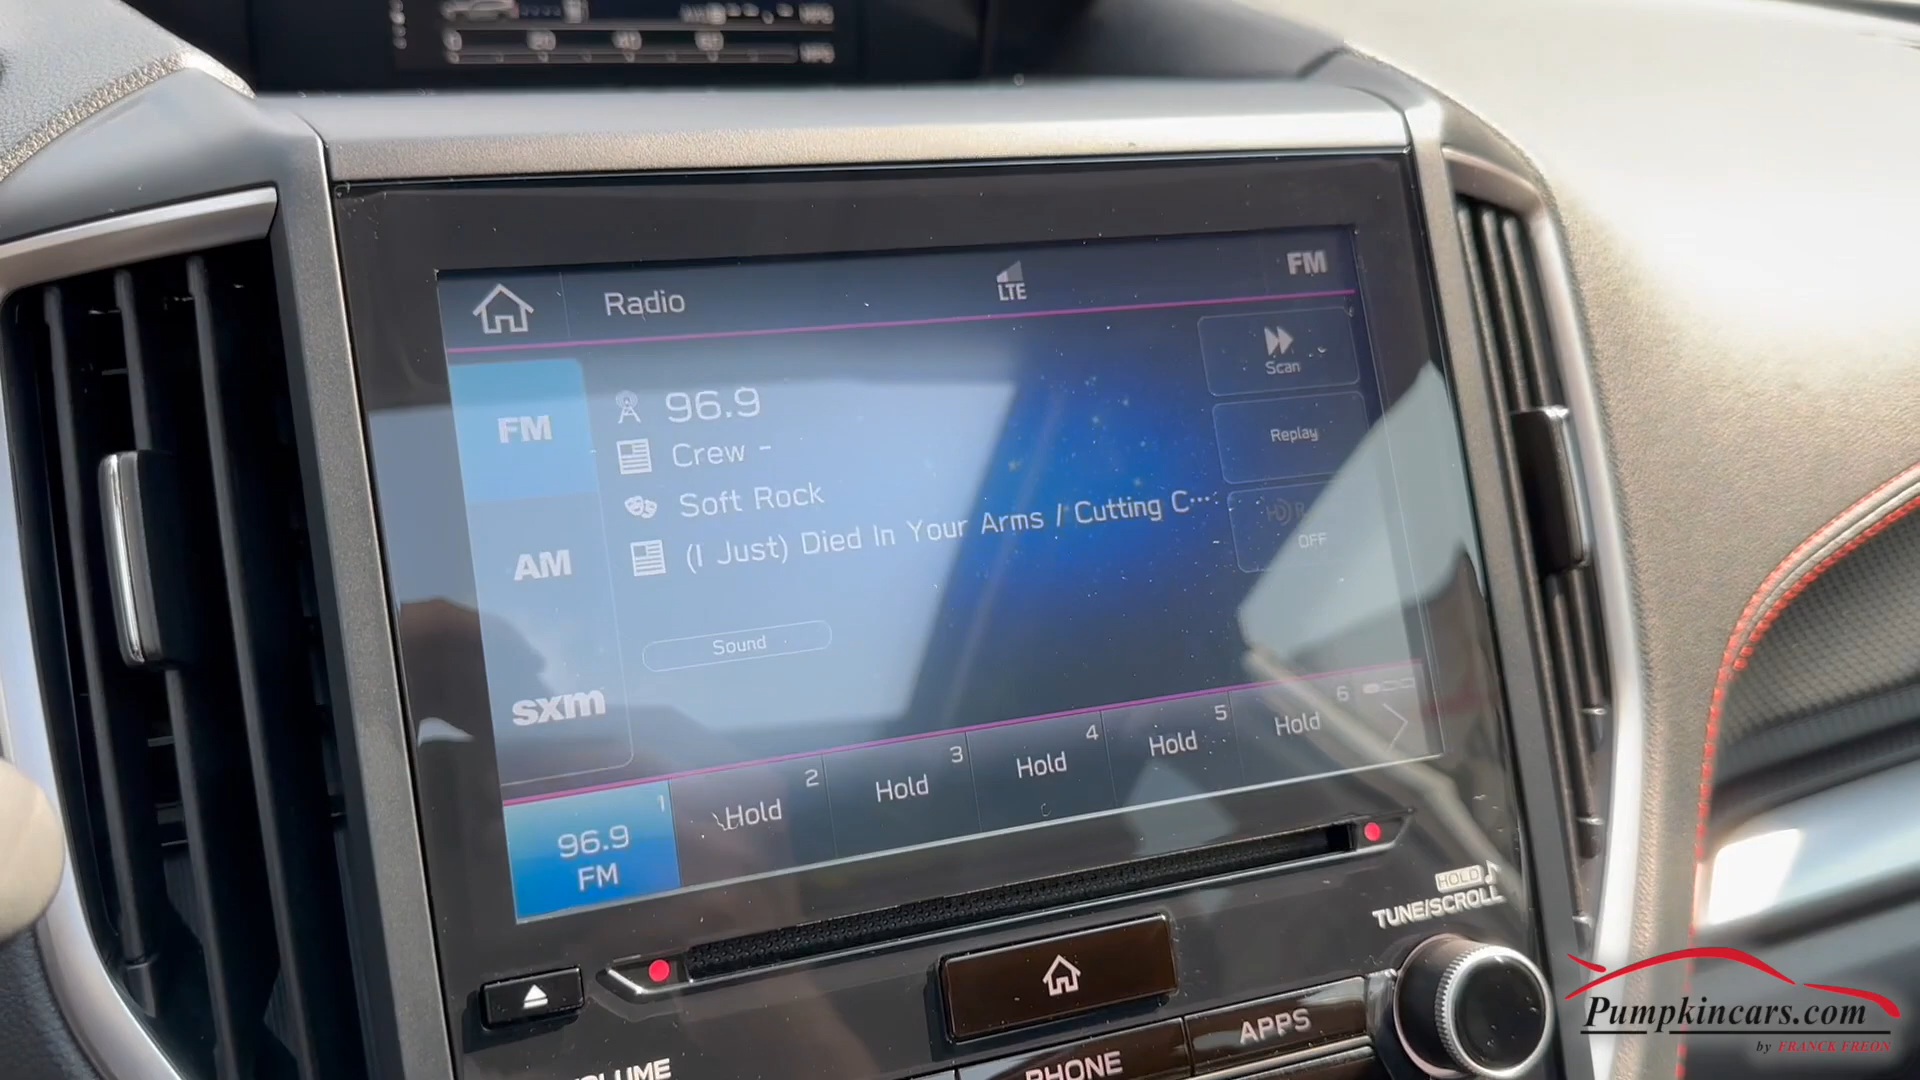 Radio
LTE
FM
FM
96.9
Scan
Crew -
Replay
Soft Rock
(I Just) Died In Your Arms / Cutting C...
OFF
AM
Sound
sxm
1
96.9
FM
2
Hold
3
Hold
4
Hold
5
Hold
6
Hold
HOLD
TUNE/SCROLL
APPS
PHONE
Pumpkincars.com
by FRANCK FREON